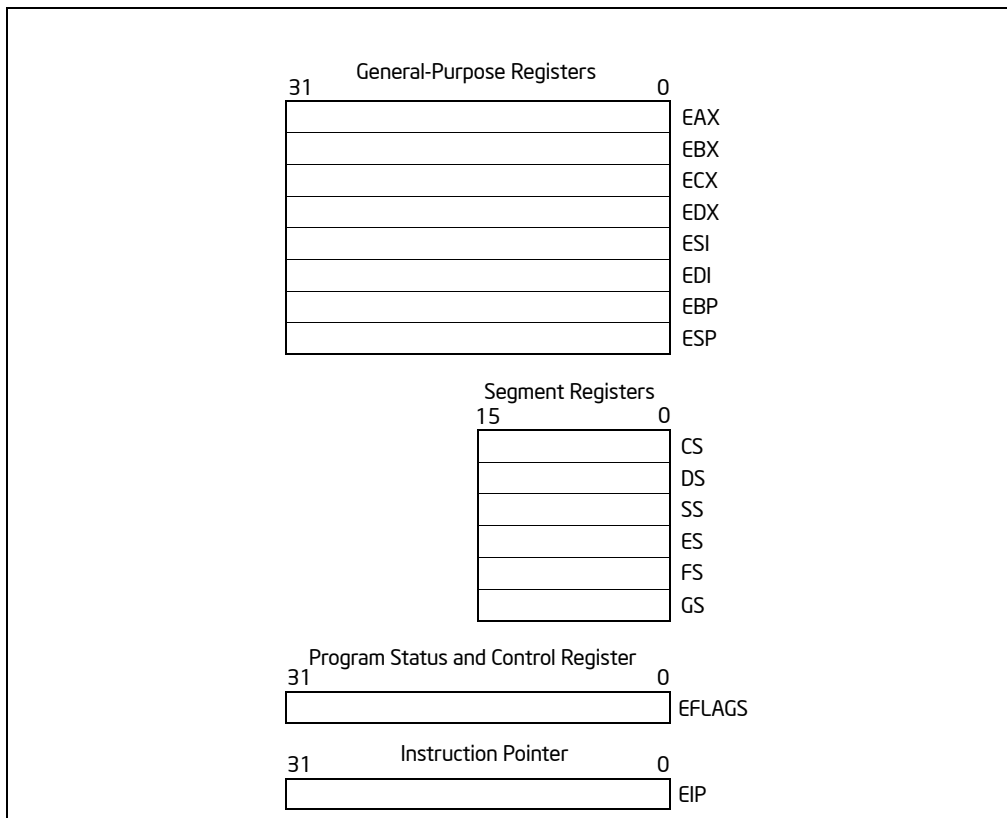 General-Purpose Registers
31 0
EAX
EBX
ECX
EDX
ESI
EDI
EBP
ESP
Segment Registers
15 0
CS
DS
SS
ES
FS
GS
Program Status and Control Register
31 0
EFLAGS
Instruction Pointer
31 0
EIP